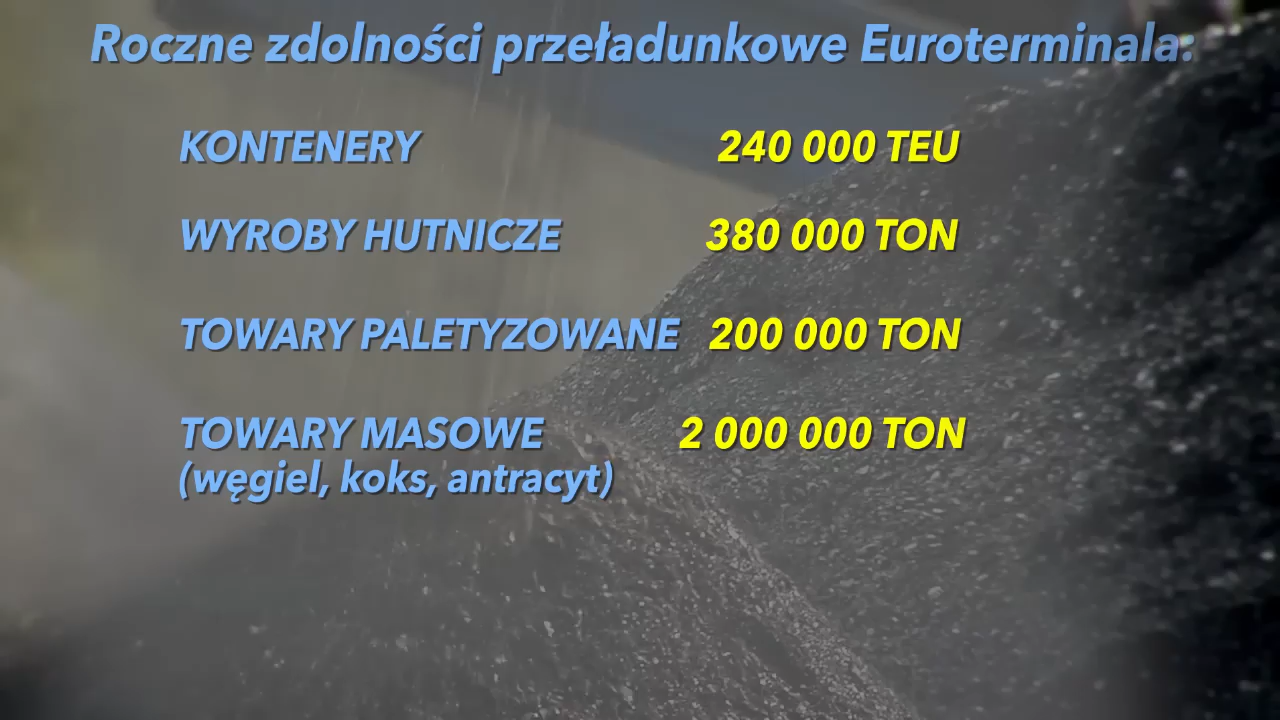 Roczne zdolności przeładunkowe Euroterminala:
KONTENERY 240 000 TEU
WYROBY HUTNICZE 380 000 TON
TOWARY PALETYZOWANE 200 000 TON
TOWARY MASOWE 2 000 000 TON
(węgiel, koks, antracyt)